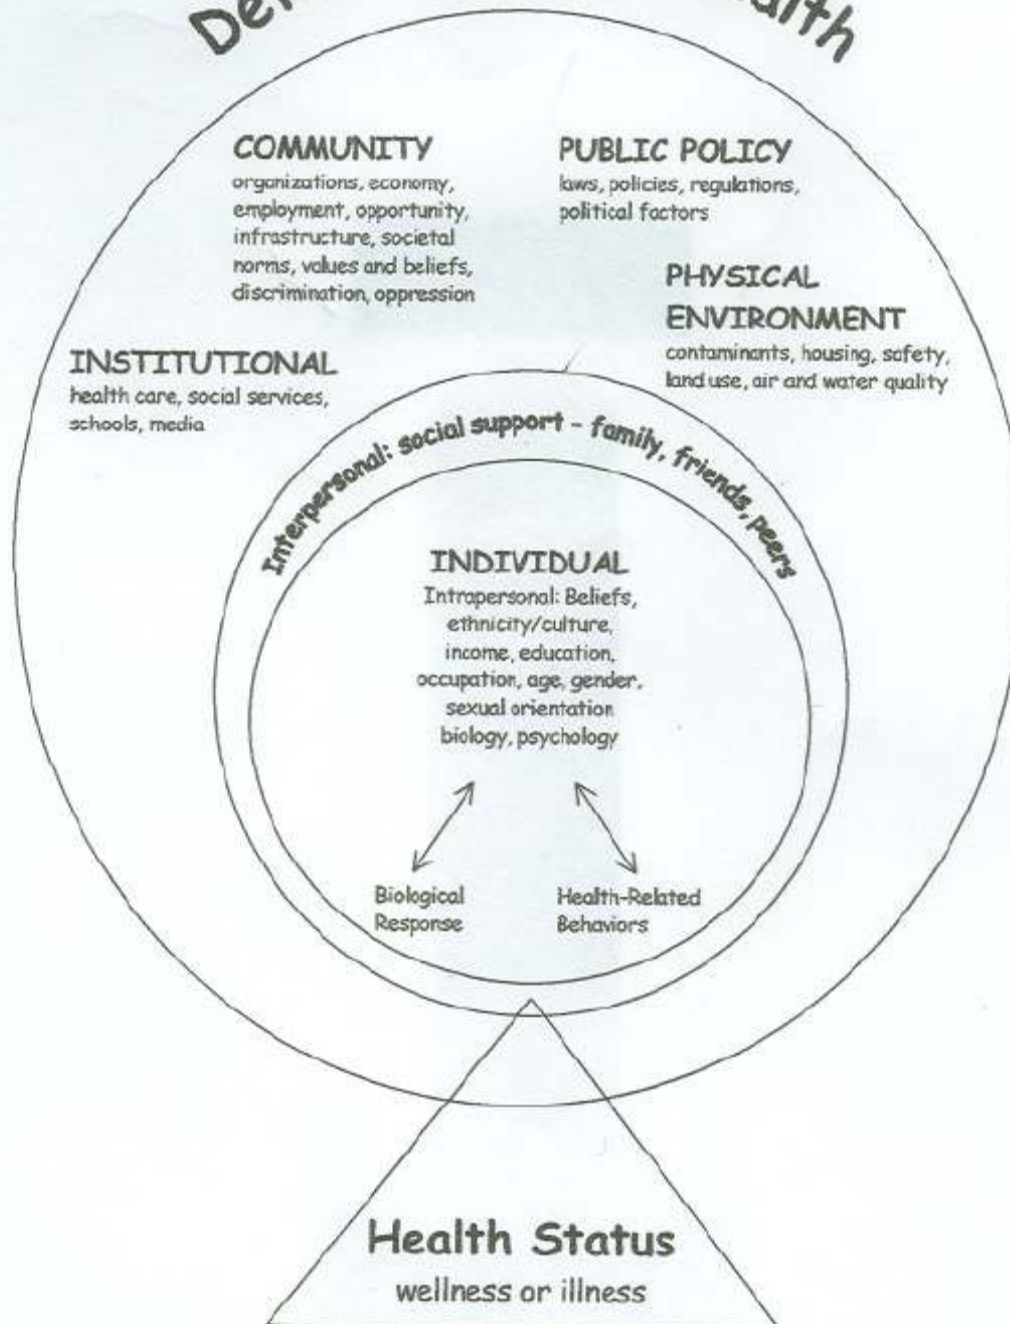 COMMUNITY
organizations, economy,
employment, opportunity,
infrastructure, societal
norms, values and beliefs,
discrimination, oppression
PUBLIC POLICY
laws, policies, regulations,
political factors
PHYSICAL
ENVIRONMENT
contaminants, housing, safety,
land use, air and water quality
INSTITUTIONAL
health care, social services,
schools, media
Interpersonal: social support - family, friends, peers
INDIVIDUAL
Intrapersonal: Beliefs,
ethnicity/culture,
income, education,
occupation, age, gender,
sexual orientation
biology, psychology
Biological
Response
Health-Related
Behaviors
Health Status
wellness or illness